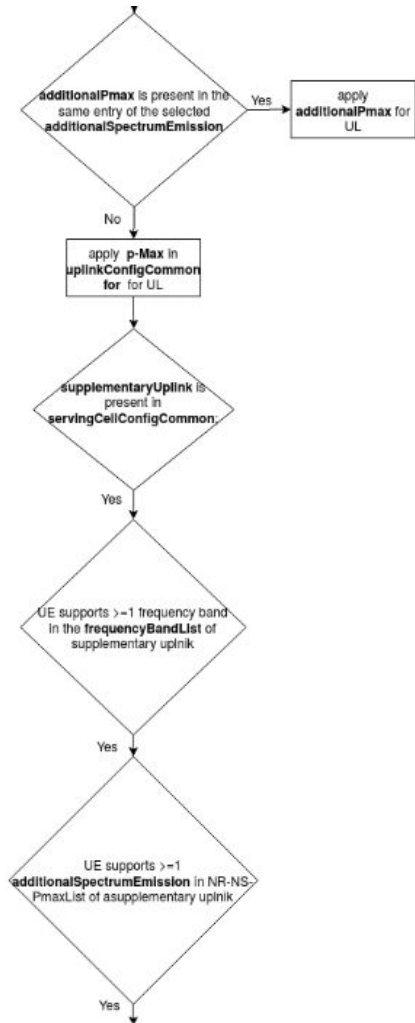 additionalPmax is present in the
same entry of the selected
additionalSpectrumEmission
Yes
apply
additionalPmax for
UL
No
apply p-Max in
uplinkConfigCommon
for for UL
supplementaryUplink is
present in
servingCellConfigCommon;
Yes
UE supports >=1 frequency band
in the frequencyBandList of
supplementary uplnik
Yes
UE supports >=1
additionalSpectrumEmission in NR-NS-
PmaxList of asupplementary uplnik
Yes